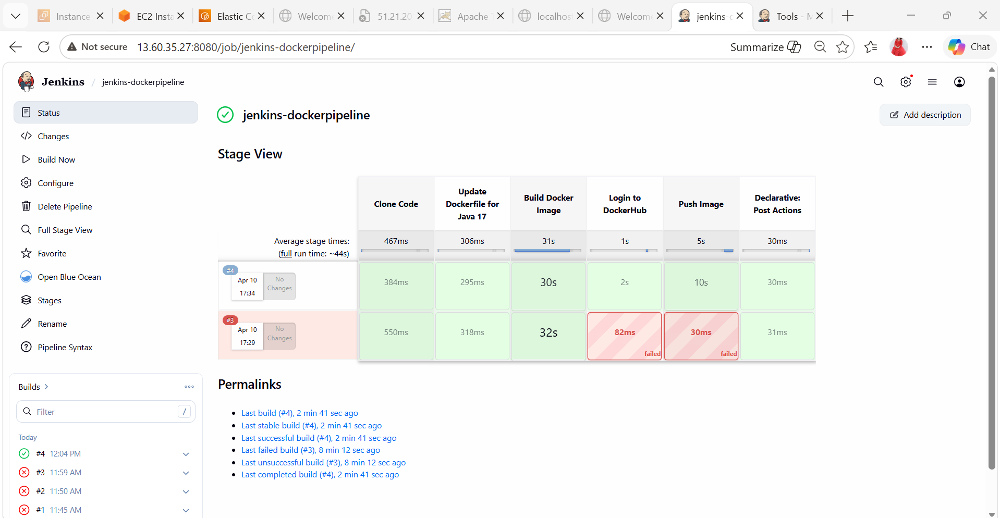 Instance
EC2 Insta
Elastic Co
Welcome
51.21.20
Apache T
localhost
Welcome
jenkins-d
Tools - M
Not secure
13.60.35.27:8080/job/jenkins-dockerpipeline/
Summarize
Chat
Jenkins / jenkins-dockerpipeline
Status
Changes
Build Now
Configure
Delete Pipeline
Full Stage View
Favorite
Open Blue Ocean
Stages
Rename
Pipeline Syntax
Builds
Filter /
Today
#4 12:04 PM
#3 11:59 AM
#2 11:50 AM
#1 11:45 AM
jenkins-dockerpipeline
Add description
Stage View
Clone Code
Update
Dockerfile for
Java 17
Build Docker
Image
Login to
DockerHub
Push Image
Declarative:
Post Actions
Average stage times:
(full run time: ~44s)
467ms
306ms
31s
1s
5s
30ms
#4
Apr 10
17:34
No
Changes
384ms
295ms
30s
2s
10s
30ms
#3
Apr 10
17:29
No
Changes
550ms
318ms
32s
82ms
failed
30ms
failed
31ms
Permalinks
Last build (#4), 2 min 41 sec ago
Last stable build (#4), 2 min 41 sec ago
Last successful build (#4), 2 min 41 sec ago
Last failed build (#3), 8 min 12 sec ago
Last unsuccessful build (#3), 8 min 12 sec ago
Last completed build (#4), 2 min 41 sec ago